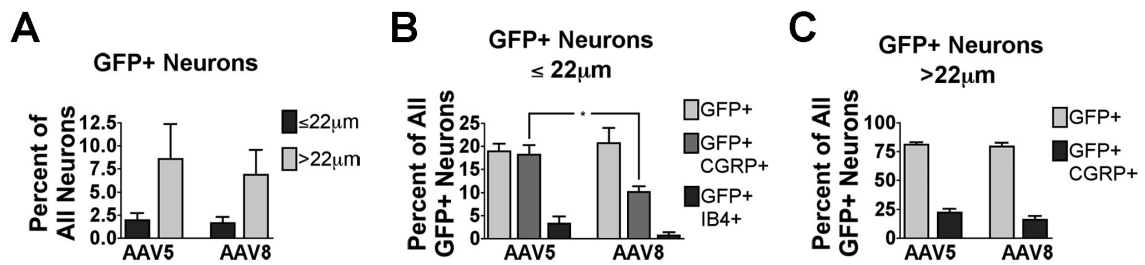 A
GFP+ Neurons
Percent of
All Neurons
12.5
10.0
7.5
5.0
2.5
0.0
AAV5
AAV8
≤22μm
>22μm
B
GFP+ Neurons
≤ 22μm
Percent of All
GFP+ Neurons
25
20
15
10
5
0
*
AAV5
AAV8
GFP+
GFP+
CGRP+
GFP+
IB4+
C
GFP+ Neurons
>22μm
Percent of All
GFP+ Neurons
100
75
50
25
0
AAV5
AAV8
GFP+
GFP+
CGRP+